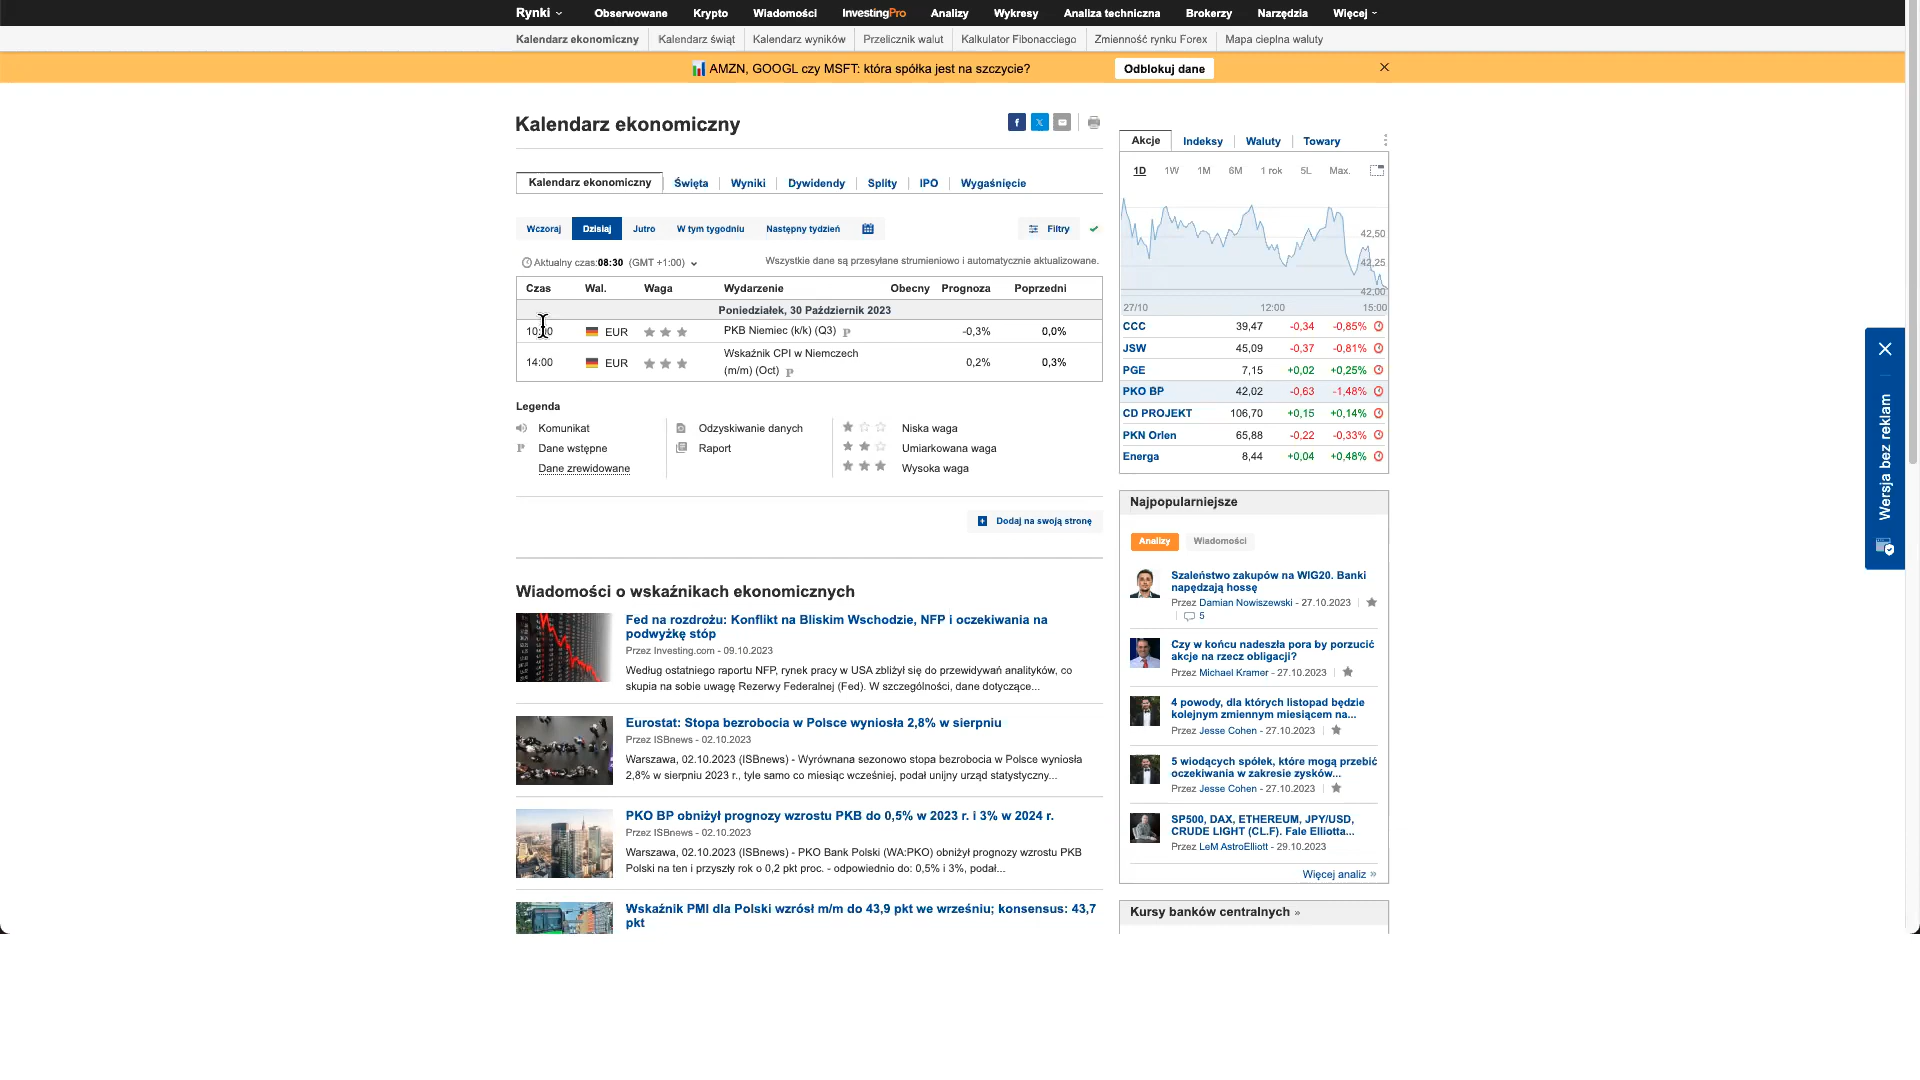 Rynki
Obserwowane
Krypto
Wiadomości
InvestingPro
Analizy
Wykresy
Analiza techniczna
Brokerzy
Narzędzia
Więcej
Kalendarz ekonomiczny
Kalendarz świąt
Kalendarz wyników
Przelicznik walut
Kalkulator Fibonacciego
Zmienność rynku Forex
Mapa cieplna waluty
AMZN, GOOGL czy MSFT: która spółka jest na szczycie?
Odblokuj dane
Kalendarz ekonomiczny
Kalendarz ekonomiczny
Święta
Wyniki
Dywidendy
Splity
IPO
Wygaśnięcie
Wczoraj
Dzisiaj
Jutro
W tym tygodniu
Następny tydzień
Filtry
Aktualny czas:08:30 (GMT +1:00)
Wszystkie dane są przesyłane strumieniowo i automatycznie aktualizowane.
Czas Wal. Waga Wydarzenie Obecny Prognoza Poprzedni
Poniedziałek, 30 Październik 2023
10:00 EUR PKB Niemiec (k/k) (Q3) P -0,3% 0,0%
14:00 EUR Wskaźnik CPI w Niemczech
(m/m) (Oct) P 0,2% 0,3%
Legenda
Komunikat
P Dane wstępne
Dane zrewidowane
Odzyskiwanie danych
Raport
Niska waga
Umiarkowana waga
Wysoka waga
Dodaj na swoją stronę
Wiadomości o wskaźnikach ekonomicznych
Fed na rozdrożu: Konflikt na Bliskim Wschodzie, NFP i oczekiwania na
podwyżkę stóp
Przez Investing.com - 09.10.2023
Według ostatniego raportu NFP, rynek pracy w USA zbliżył się do przewidywań analityków, co
skupia na sobie uwagę Rezerwy Federalnej (Fed). W szczególności, dane dotyczące...
Eurostat: Stopa bezrobocia w Polsce wyniosła 2,8% w sierpniu
Przez ISBnews - 02.10.2023
Warszawa, 02.10.2023 (ISBnews) - Wyrównana sezonowo stopa bezrobocia w Polsce wyniosła
2,8% w sierpniu 2023 r., tyle samo co miesiąc wcześniej, podał unijny urząd statystyczny...
PKO BP obniżył prognozy wzrostu PKB do 0,5% w 2023 r. i 3% w 2024 r.
Przez ISBnews - 02.10.2023
Warszawa, 02.10.2023 (ISBnews) - PKO Bank Polski (WA:PKO) obniżył prognozy wzrostu PKB
Polski na ten i przyszły rok o 0,2 pkt proc. - odpowiednio do: 0,5% i 3%, podał...
Wskaźnik PMI dla Polski wzrósł m/m do 43,9 pkt we wrześniu; konsensus: 43,7
pkt
Akcje
Indeksy
Waluty
Towary
1D 1W 1M 6M 1 rok 5L Max.
42,50
42,25
42,00
27/10 12:00 15:00
CCC 39,47 -0,34 -0,85%
JSW 45,09 -0,37 -0,81%
PGE 7,15 +0,02 +0,25%
PKO BP 42,02 -0,63 -1,48%
CD PROJEKT 106,70 +0,15 +0,14%
PKN Orlen 65,88 -0,22 -0,33%
Energa 8,44 +0,04 +0,48%
Najpopularniejsze
Analizy
Wiadomości
Szaleństwo zakupów na WIG20. Banki
napędzają hossę
Przez Damian Nowiszewski - 27.10.2023
5
Czy w końcu nadeszła pora by porzucić
akcje na rzecz obligacji?
Przez Michael Kramer - 27.10.2023
4 powody, dla których listopad będzie
kolejnym zmiennym miesiącem na...
Przez Jesse Cohen - 27.10.2023
5 wiodących spółek, które mogą przebić
oczekiwania w zakresie zysków...
Przez Jesse Cohen - 27.10.2023
SP500, DAX, ETHEREUM, JPY/USD,
CRUDE LIGHT (CL.F). Fale Elliotta...
Przez LeM AstroElliott - 29.10.2023
Więcej analiz »
Kursy banków centralnych »
Wersja bez reklam